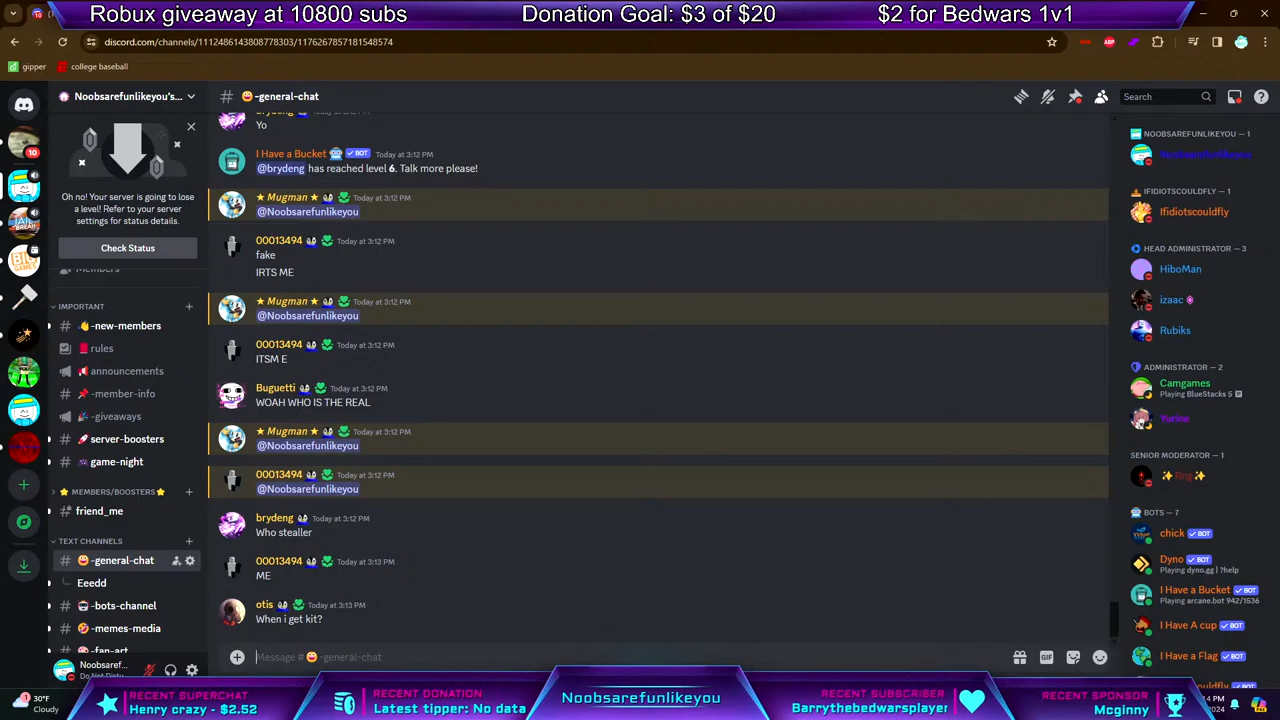 Robux giveaway at 10800 subs
Donation Goal: $3 of $20
$2 for Bedwars 1v1
discord.com/channels/1112486143808778303/1176267857181548574
gipper
college baseball
Noobsarefunlikeyou's...
Oh no! Your server is going to lose
a level! Refer to your server
settings for status details.
Check Status
Members
IMPORTANT
-new-members
rules
announcements
-member-info
-giveaways
server-boosters
game-night
MEMBERS/BOOSTERS
friend_me
TEXT CHANNELS
-general-chat
Eeedd
-bots-channel
-memes-media
-fan-art
Noobsaref...
Do Not Distu...
10
# -general-chat
Search
Yo
I Have a Bucket BOT Today at 3:12 PM
@brydeng has reached level 6. Talk more please!
★ Mugman ★ Today at 3:12 PM
@Noobsarefunlikeyou
00013494 Today at 3:12 PM
fake
IRTS ME
★ Mugman ★ Today at 3:12 PM
@Noobsarefunlikeyou
00013494 Today at 3:12 PM
ITSM E
Buguetti Today at 3:12 PM
WOAH WHO IS THE REAL
★ Mugman ★ Today at 3:12 PM
@Noobsarefunlikeyou
00013494 Today at 3:12 PM
@Noobsarefunlikeyou
brydeng Today at 3:12 PM
Who stealler
00013494 Today at 3:13 PM
ME
otis Today at 3:13 PM
When i get kit?
Message # -general-chat
GIF
NOOBSAREFUNLIKEYOU — 1
Noobsarefunlikeyou
IFIDIOTSCOULDFLY — 1
Ifidiotscouldfly
HEAD ADMINISTRATOR — 3
HiboMan
izaac
Rubiks
ADMINISTRATOR — 2
Camgames
Playing BlueStacks 5
Yurine
SENIOR MODERATOR — 1
Rng
BOTS — 7
chick BOT
Dyno BOT
Playing dyno.gg | ?help
I Have a Bucket BOT
Playing arcane.bot 942/1536
I Have A cup BOT
I Have a Flag BOT
30°F
Cloudy
RECENT SUPERCHAT
Henry crazy - $2.52
RECENT DONATION
Latest tipper: No data
Noobsarefunlikeyou
RECENT SUBSCRIBER
Barrythebedwarsplayer
RECENT SPONSOR
Mcginny